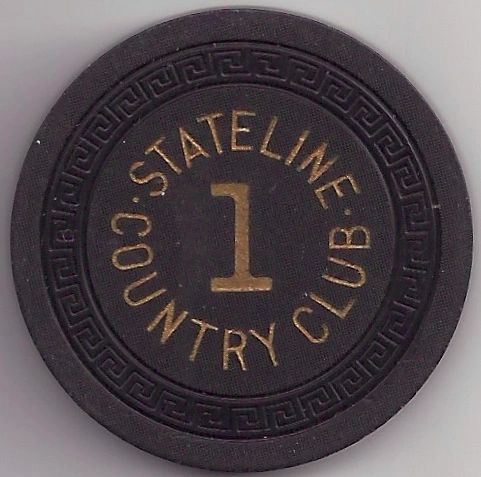 ·STATELINE·
1
COUNTRY CLUB